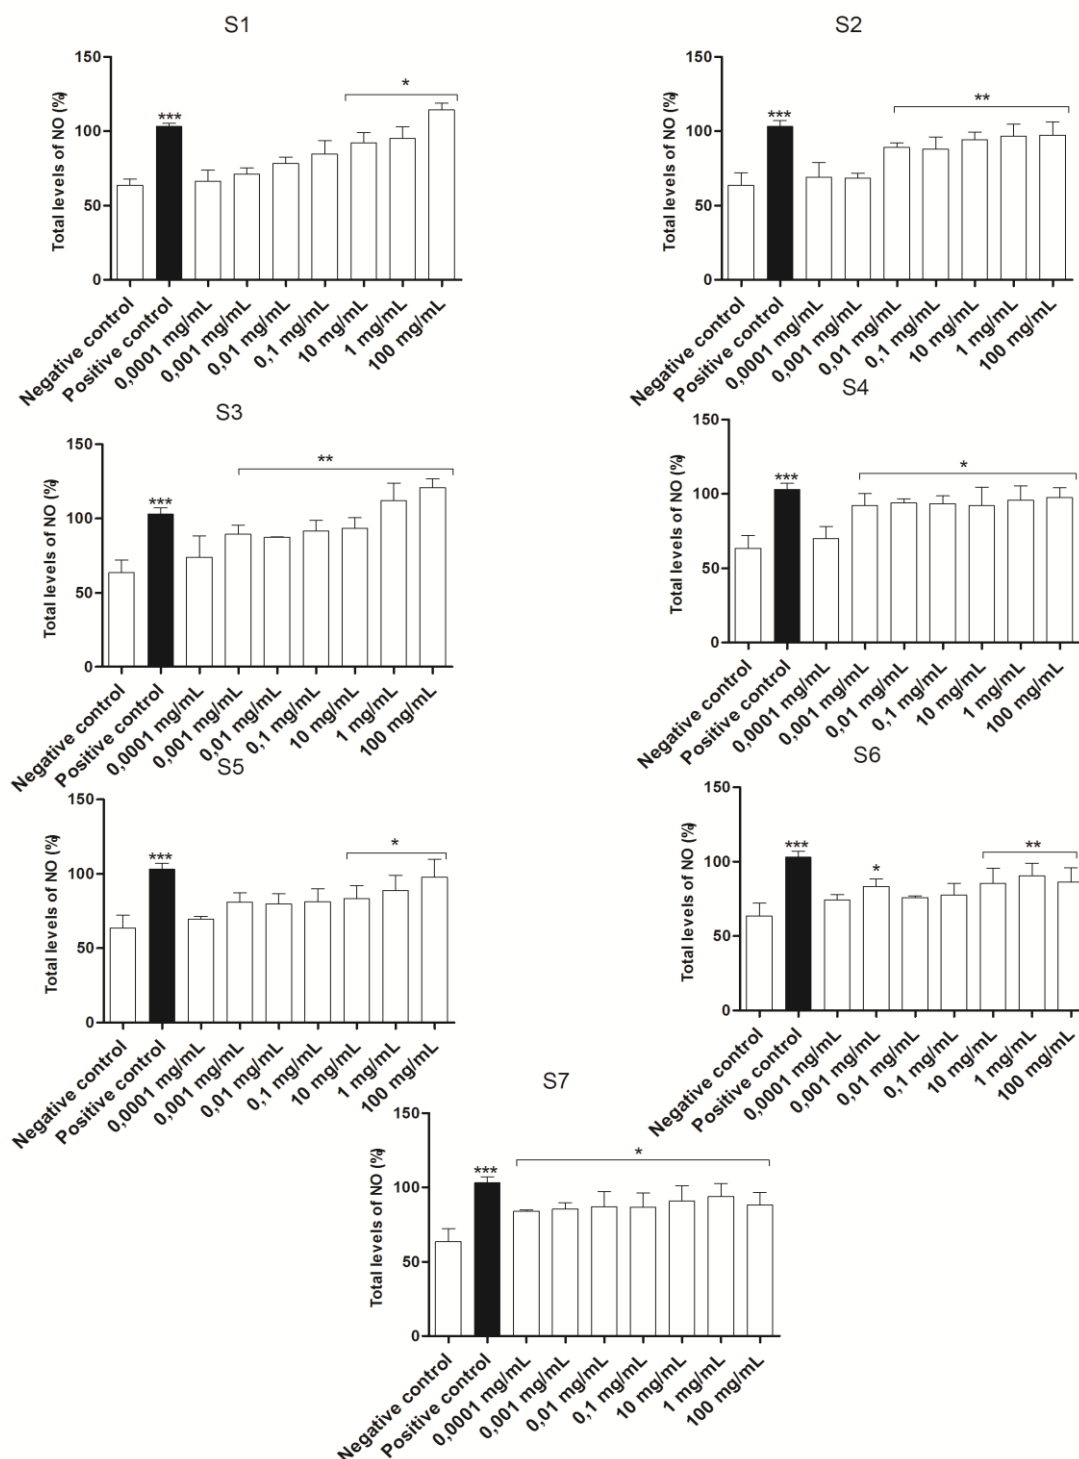 S1
Total levels of NO (%)
150
100
50
0
***
*
Negative control
Positive control
0,0001 mg/mL
0,001 mg/mL
0,01 mg/mL
0,1 mg/mL
10 mg/mL
1 mg/mL
100 mg/mL
S2
Total levels of NO (%)
150
100
50
0
***
**
Negative control
Positive control
0,0001 mg/mL
0,001 mg/mL
0,01 mg/mL
0,1 mg/mL
10 mg/mL
1 mg/mL
100 mg/mL
S3
Total levels of NO (%)
150
100
50
0
***
**
Negative control
Positive control
0,0001 mg/mL
0,001 mg/mL
0,01 mg/mL
0,1 mg/mL
10 mg/mL
1 mg/mL
100 mg/mL
S4
Total levels of NO (%)
150
100
50
0
***
*
Negative control
Positive control
0,0001 mg/mL
0,001 mg/mL
0,01 mg/mL
0,1 mg/mL
10 mg/mL
1 mg/mL
100 mg/mL
S5
Total levels of NO (%)
150
100
50
0
***
*
Negative control
Positive control
0,0001 mg/mL
0,001 mg/mL
0,01 mg/mL
0,1 mg/mL
10 mg/mL
1 mg/mL
100 mg/mL
S6
Total levels of NO (%)
150
100
50
0
***
*
**
Negative control
Positive control
0,0001 mg/mL
0,001 mg/mL
0,01 mg/mL
0,1 mg/mL
10 mg/mL
1 mg/mL
100 mg/mL
S7
Total levels of NO (%)
150
100
50
0
***
*
Negative control
Positive control
0,0001 mg/mL
0,001 mg/mL
0,01 mg/mL
0,1 mg/mL
10 mg/mL
1 mg/mL
100 mg/mL